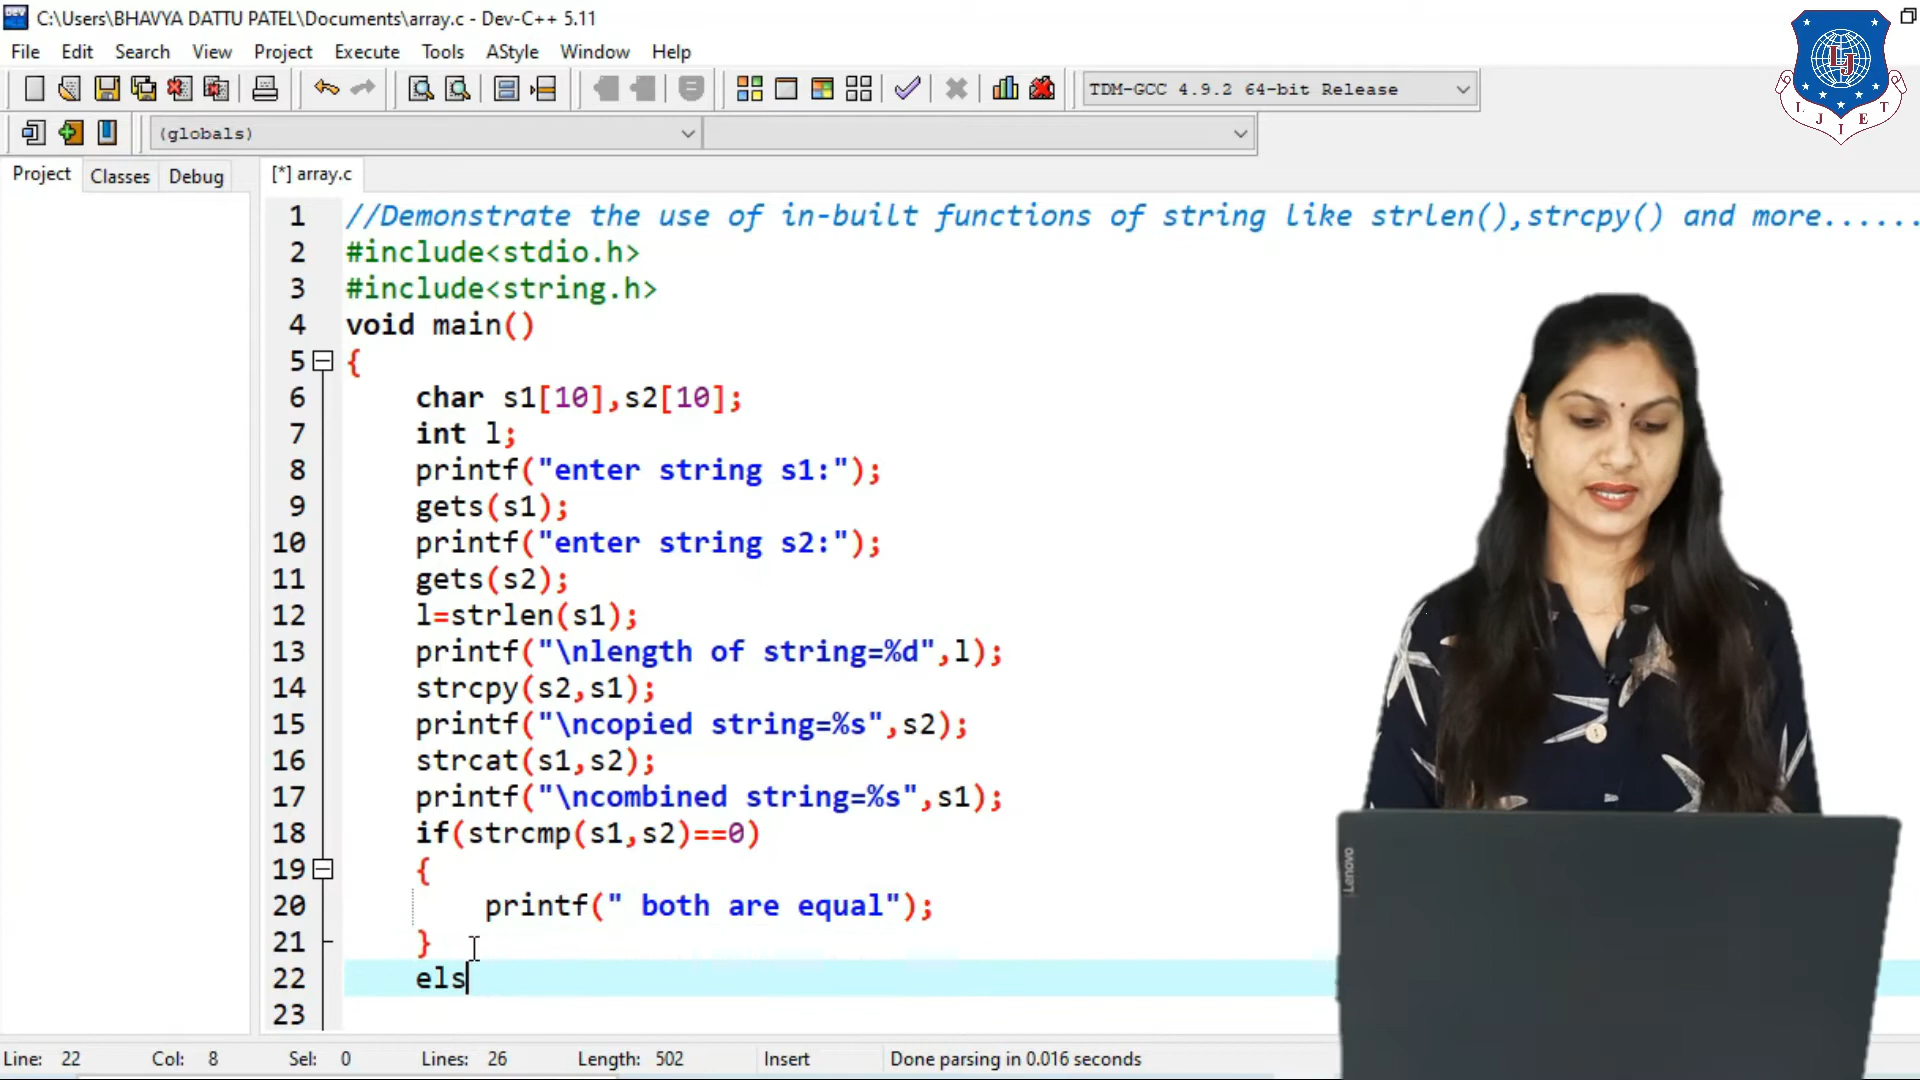 C:\Users\BHAVYA DATTU PATEL\Documents\array.c - Dev-C++ 5.11
File Edit Search View Project Execute Tools AStyle Window Help
TDM-GCC 4.9.2 64-bit Release
(globals)
Project Classes Debug [*] array.c
1 //Demonstrate the use of in-built functions of string like strlen(),strcpy() and more......
2 #include<stdio.h>
3 #include<string.h>
4 void main()
5 {
6 char s1[10],s2[10];
7 int l;
8 printf("enter string s1:");
9 gets(s1);
10 printf("enter string s2:");
11 gets(s2);
12 l=strlen(s1);
13 printf("\nlength of string=%d",l);
14 strcpy(s2,s1);
15 printf("\ncopied string=%s",s2);
16 strcat(s1,s2);
17 printf("\ncombined string=%s",s1);
18 if(strcmp(s1,s2)==0)
19 {
20 printf(" both are equal");
21 }
22 els
23
Line: 22 Col: 8 Sel: 0 Lines: 26 Length: 502 Insert Done parsing in 0.016 seconds
LJ
L J I E T
Lenovo